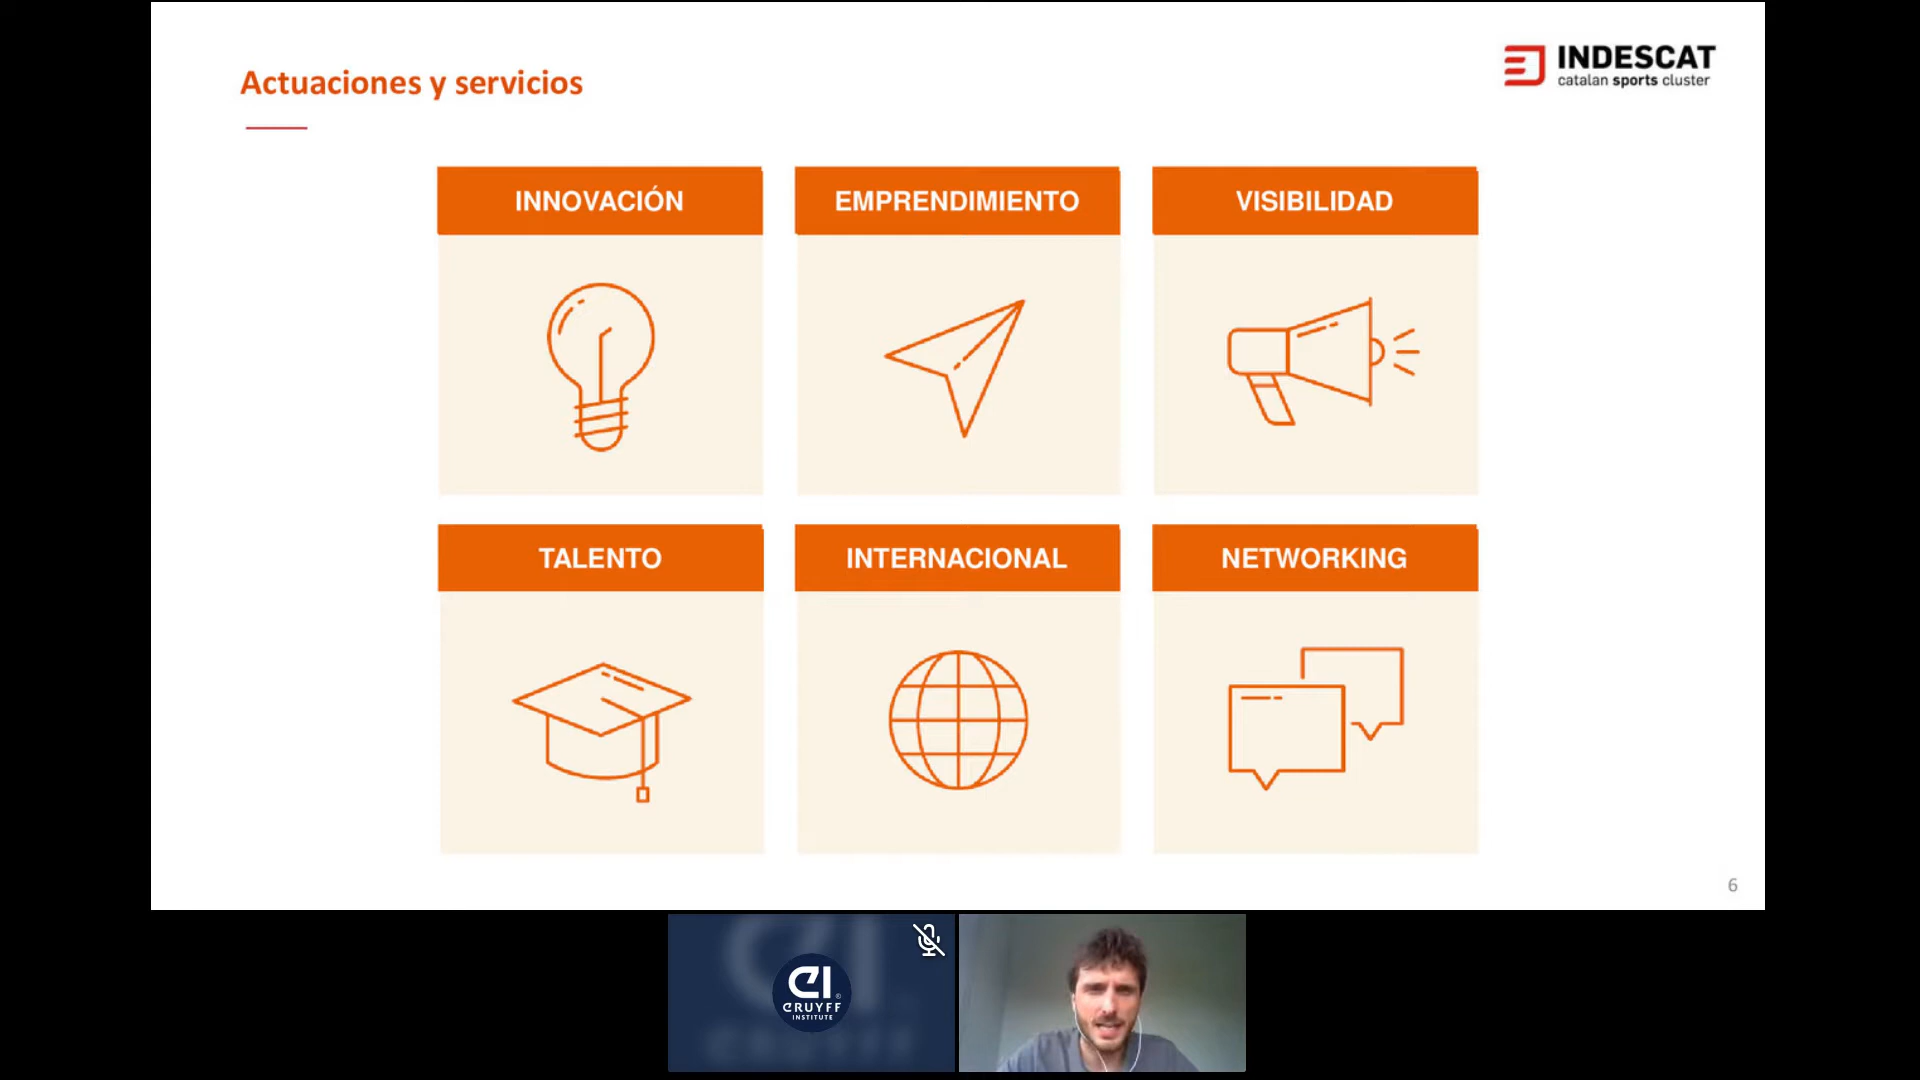 Actuaciones y servicios
INDESCAT
catalan sports cluster
INNOVACIÓN
EMPRENDIMIENTO
VISIBILIDAD
TALENTO
INTERNACIONAL
NETWORKING
6
CRUYFF
INSTITUTE